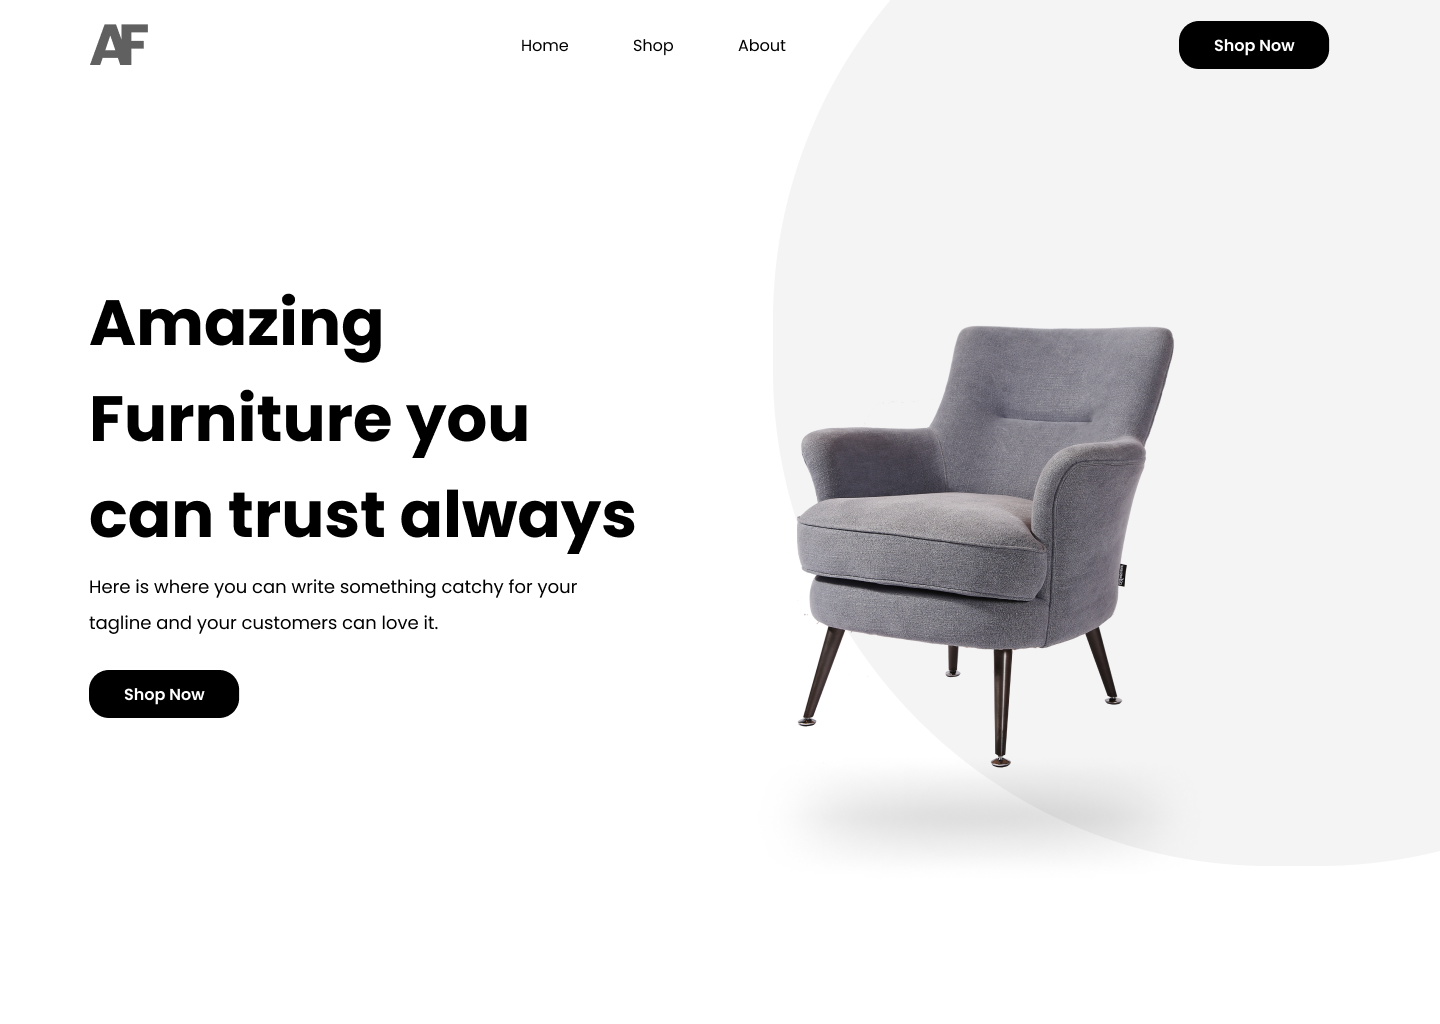 AF
Home
Shop
About
Shop Now
Amazing
Furniture you
can trust always
Here is where you can write something catchy for your
tagline and your customers can love it.
Shop Now